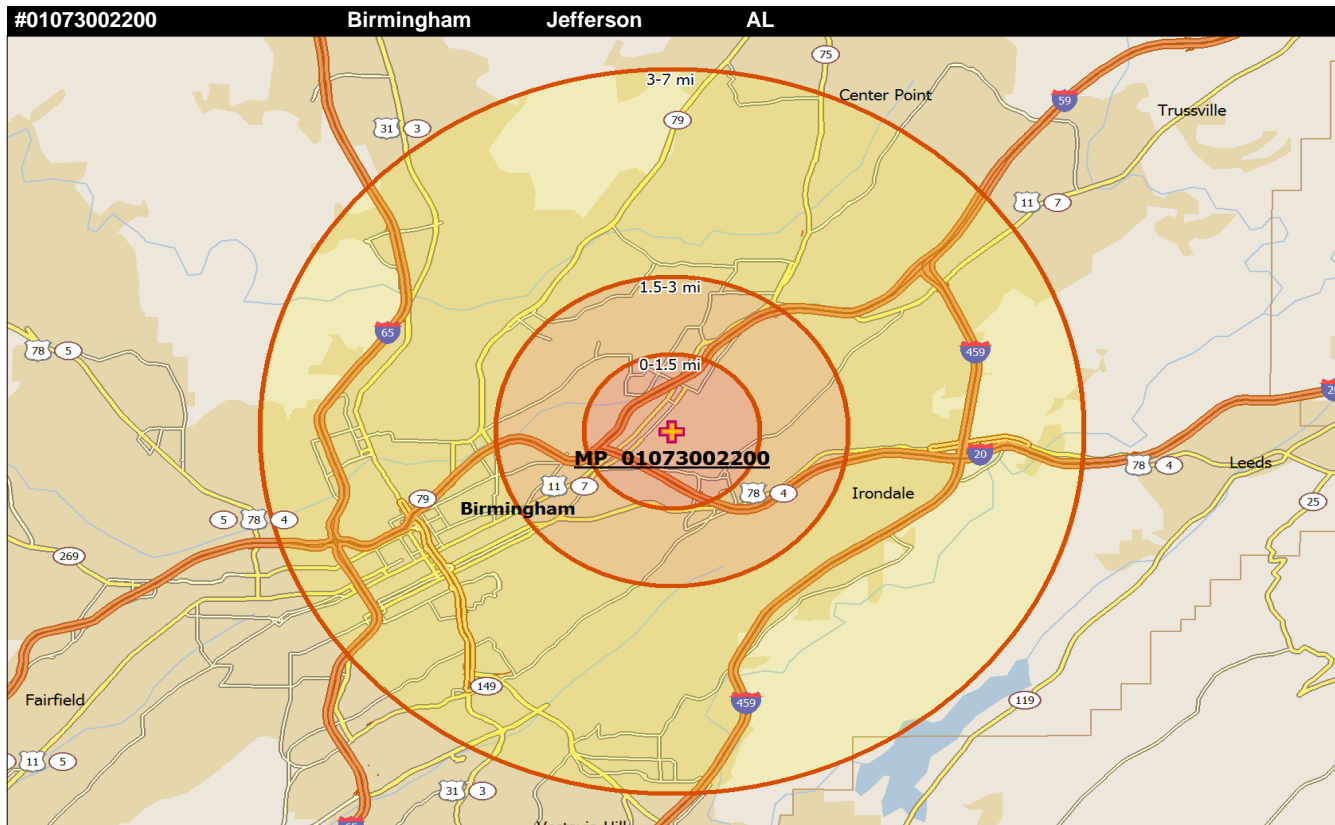 #01073002200 Birmingham Jefferson AL
75
3-7 mi
Center Point
59
Trussville
79
31 3
11 7
1.5-3 mi
65
78 5
0-1.5 mi
459
MP 01073002200
20
78 4
Leeds
11 7
78 4
Irondale
79
25
Birmingham
5 78 4
269
149
Fairfield
459
119
11 5
31 3
65